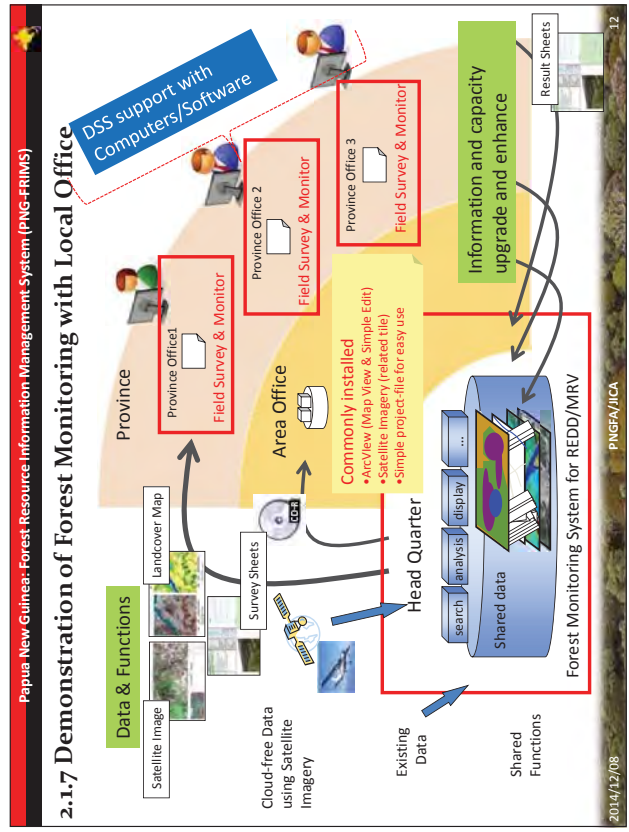 Papua New Guinea: Forest Resource Information Management System (PNG-FRIMS)
2.1.7 Demonstration of Forest Monitoring with Local Office
Data & Functions
Satellite Image
Landcover Map
Survey Sheets
Cloud-free Data
using Satellite
Imagery
Existing
Data
Shared
Functions
Province
Province Office1
Field Survey & Monitor
Province Office 2
Field Survey & Monitor
Province Office 3
Field Survey & Monitor
DSS support with
Computers/Software
Area Office
CD-R
Commonly installed
•ArcView (Map View & Simple Edit)
•Satellite Imagery (related tile)
•Simple project-file for easy use
Head Quarter
search
analysis
display
...
Shared data
Forest Monitoring System for REDD/MRV
Information and capacity
upgrade and enhance
Result Sheets
2014/12/08
PNGFA/JICA
12